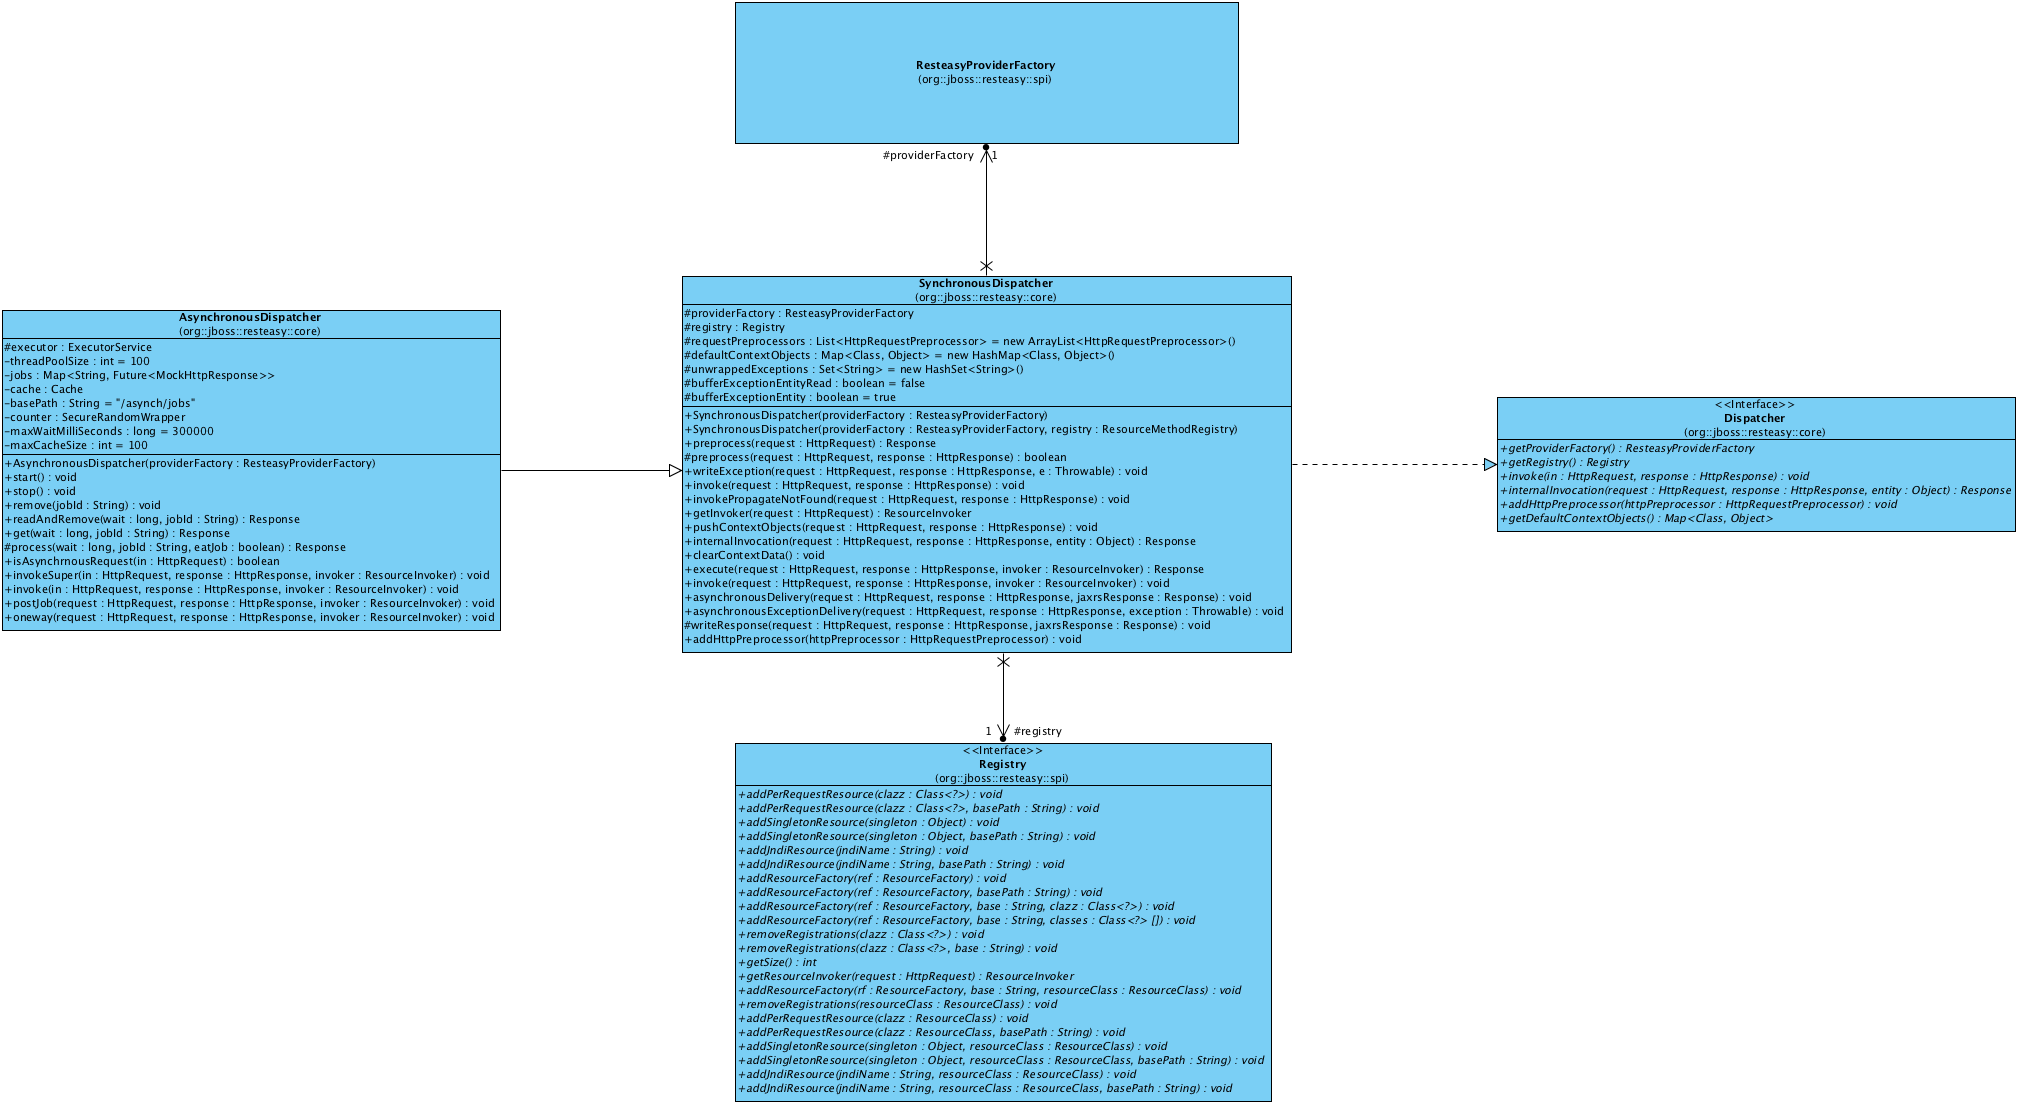 ResteasyProviderFactory
(org::jboss::resteasy::spi)
#providerFactory
1
AsynchronousDispatcher
(org::jboss::resteasy::core)
#executor : ExecutorService
-threadPoolSize : int = 100
-jobs : Map<String, Future<MockHttpResponse>>
-cache : Cache
-basePath : String = "/asynch/jobs"
-counter : SecureRandomWrapper
-maxWaitMilliSeconds : long = 300000
-maxCacheSize : int = 100
+AsynchronousDispatcher(providerFactory : ResteasyProviderFactory)
+start() : void
+stop() : void
+remove(jobId : String) : void
+readAndRemove(wait : long, jobId : String) : Response
+get(wait : long, jobId : String) : Response
#process(wait : long, jobId : String, eatJob : boolean) : Response
+isAsynchrnousRequest(in : HttpRequest) : boolean
+invokeSuper(in : HttpRequest, response : HttpResponse, invoker : ResourceInvoker) : void
+invoke(in : HttpRequest, response : HttpResponse, invoker : ResourceInvoker) : void
+postJob(request : HttpRequest, response : HttpResponse, invoker : ResourceInvoker) : void
+oneway(request : HttpRequest, response : HttpResponse, invoker : ResourceInvoker) : void
SynchronousDispatcher
(org::jboss::resteasy::core)
#providerFactory : ResteasyProviderFactory
#registry : Registry
#requestPreprocessors : List<HttpRequestPreprocessor> = new ArrayList<HttpRequestPreprocessor>()
#defaultContextObjects : Map<Class, Object> = new HashMap<Class, Object>()
#unwrappedExceptions : Set<String> = new HashSet<String>()
#bufferExceptionEntityRead : boolean = false
#bufferExceptionEntity : boolean = true
+SynchronousDispatcher(providerFactory : ResteasyProviderFactory)
+SynchronousDispatcher(providerFactory : ResteasyProviderFactory, registry : ResourceMethodRegistry)
+preprocess(request : HttpRequest) : Response
#preprocess(request : HttpRequest, response : HttpResponse) : boolean
+writeException(request : HttpRequest, response : HttpResponse, e : Throwable) : void
+invoke(request : HttpRequest, response : HttpResponse) : void
+invokePropagateNotFound(request : HttpRequest, response : HttpResponse) : void
+getInvoker(request : HttpRequest) : ResourceInvoker
+pushContextObjects(request : HttpRequest, response : HttpResponse) : void
+internalInvocation(request : HttpRequest, response : HttpResponse, entity : Object) : Response
+clearContextData() : void
+execute(request : HttpRequest, response : HttpResponse, invoker : ResourceInvoker) : Response
+invoke(request : HttpRequest, response : HttpResponse, invoker : ResourceInvoker) : void
+asynchronousDelivery(request : HttpRequest, response : HttpResponse, jaxrsResponse : Response) : void
+asynchronousExceptionDelivery(request : HttpRequest, response : HttpResponse, exception : Throwable) : void
#writeResponse(request : HttpRequest, response : HttpResponse, jaxrsResponse : Response) : void
+addHttpPreprocessor(httpPreprocessor : HttpRequestPreprocessor) : void
<<Interface>>
Dispatcher
(org::jboss::resteasy::core)
+getProviderFactory() : ResteasyProviderFactory
+getRegistry() : Registry
+invoke(in : HttpRequest, response : HttpResponse) : void
+internalInvocation(request : HttpRequest, response : HttpResponse, entity : Object) : Response
+addHttpPreprocessor(httpPreprocessor : HttpRequestPreprocessor) : void
+getDefaultContextObjects() : Map<Class, Object>
1
#registry
<<Interface>>
Registry
(org::jboss::resteasy::spi)
+addPerRequestResource(clazz : Class<?>) : void
+addPerRequestResource(clazz : Class<?>, basePath : String) : void
+addSingletonResource(singleton : Object) : void
+addSingletonResource(singleton : Object, basePath : String) : void
+addJndiResource(jndiName : String) : void
+addJndiResource(jndiName : String, basePath : String) : void
+addResourceFactory(ref : ResourceFactory) : void
+addResourceFactory(ref : ResourceFactory, basePath : String) : void
+addResourceFactory(ref : ResourceFactory, base : String, clazz : Class<?>) : void
+addResourceFactory(ref : ResourceFactory, base : String, classes : Class<?> []) : void
+removeRegistrations(clazz : Class<?>) : void
+removeRegistrations(clazz : Class<?>, base : String) : void
+getSize() : int
+getResourceInvoker(request : HttpRequest) : ResourceInvoker
+addResourceFactory(rf : ResourceFactory, base : String, resourceClass : ResourceClass) : void
+removeRegistrations(resourceClass : ResourceClass) : void
+addPerRequestResource(clazz : ResourceClass) : void
+addPerRequestResource(clazz : ResourceClass, basePath : String) : void
+addSingletonResource(singleton : Object, resourceClass : ResourceClass) : void
+addSingletonResource(singleton : Object, resourceClass : ResourceClass, basePath : String) : void
+addJndiResource(jndiName : String, resourceClass : ResourceClass) : void
+addJndiResource(jndiName : String, resourceClass : ResourceClass, basePath : String) : void